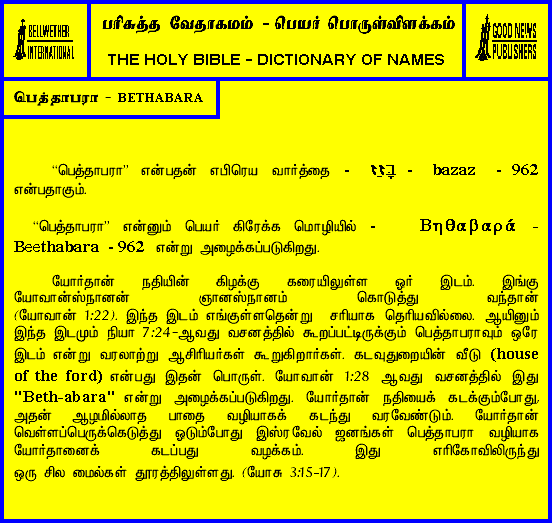 BELLWETHER
INTERNATIONAL
பரிசுத்த வேதாகமம் - பெயர் பொருள்விளக்கம்
THE HOLY BIBLE - DICTIONARY OF NAMES
GOOD NEWS
PUBLISHERS
பெத்தாபரா - BETHABARA
“பெத்தாபரா” என்பதன் எபிரெய வார்த்தை - - bazaz - 962
என்பதாகும்.
“பெத்தாபரா” என்னும் பெயர் கிரேக்க மொழியில் - Βηθαβαρά -
Beethabara - 962 என்று அழைக்கப்படுகிறது.
யோர்தான் நதியின் கிழக்கு கரையிலுள்ள ஓர் இடம். இங்கு
யோவான்ஸ்நானன் ஞானஸ்நானம் கொடுத்து வந்தான்
(யோவான் 1:22). இந்த இடம் எங்குள்ளதென்று சரியாக தெரியவில்லை. ஆயினும்
இந்த இடமும் நியா 7:24-ஆவது வசனத்தில் கூறப்பட்டிருக்கும் பெத்தாபராவும் ஒரே
இடம் என்று வரலாற்று ஆசிரியர்கள் கூறுகிறார்கள். கடவுதுறையின் வீடு (house
of the ford) என்பது இதன் பொருள். யோவான் 1:28 ஆவது வசனத்தில் இது
"Beth-abara" என்று அழைக்கப்படுகிறது. யோர்தான் நதியைக் கடக்கும்போது,
அதன் ஆழமில்லாத பாதை வழியாகக் கடந்து வரவேண்டும். யோர்தான்
வெள்ளப்பெருக்கெடுத்து ஓடும்போது இஸ்ரவேல் ஜனங்கள் பெத்தாபரா வழியாக
யோர்தானைக் கடப்பது வழக்கம். இது எரிகோவிலிருந்து
ஒரு சில மைல்கள் தூரத்திலுள்ளது. (யோசு 3:15-17).